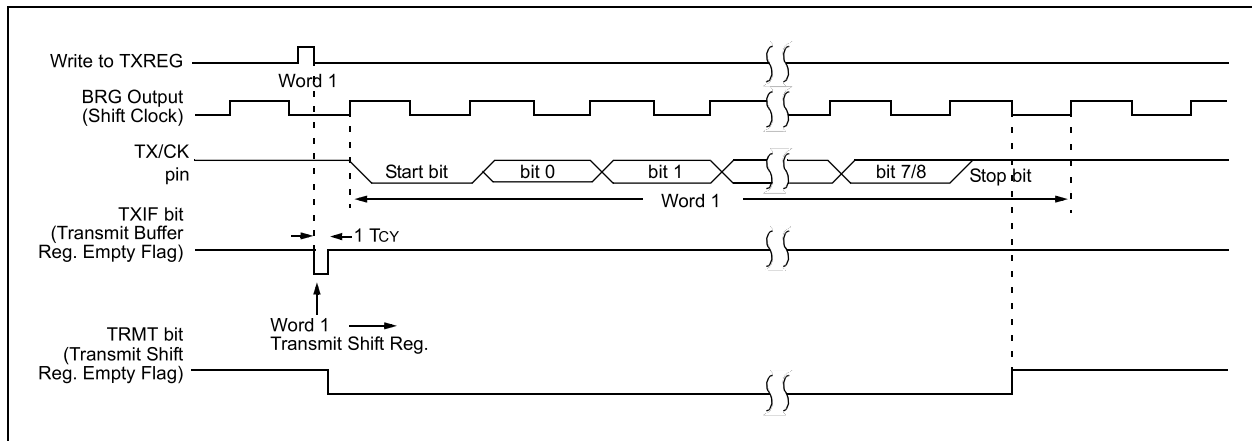 Write to TXREG
Word 1
BRG Output
(Shift Clock)
TX/CK
pin
Start bit
bit 0
bit 1
bit 7/8
Stop bit
Word 1
TXIF bit
(Transmit Buffer
Reg. Empty Flag)
1 TCY
Word 1
Transmit Shift Reg.
TRMT bit
(Transmit Shift
Reg. Empty Flag)